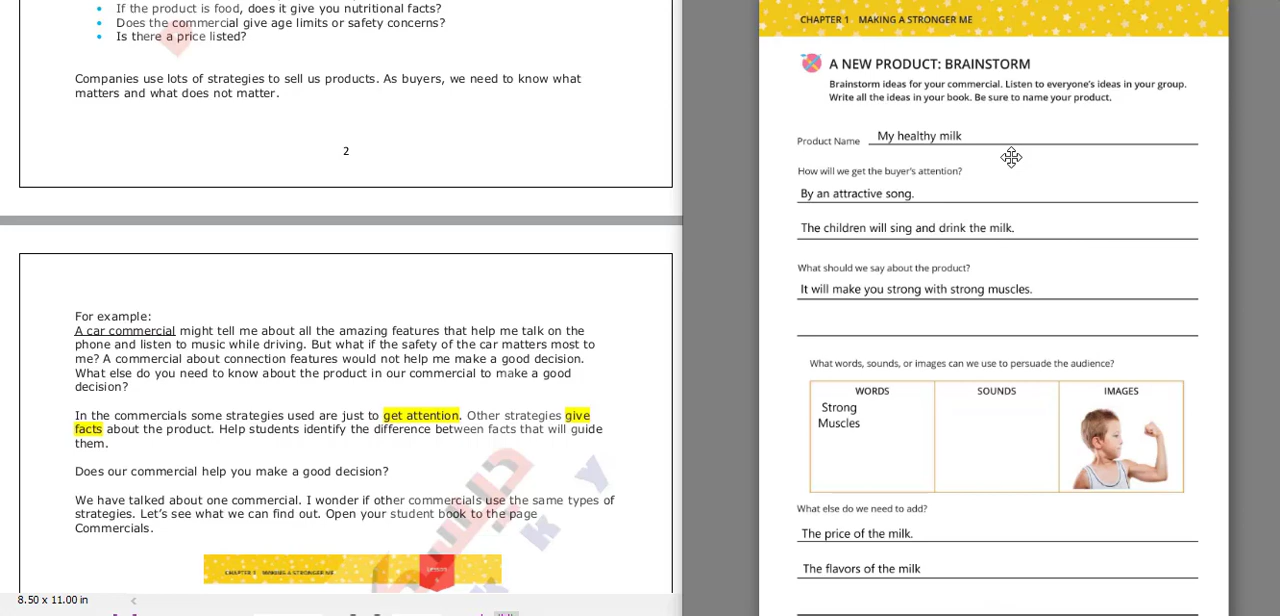 If the product is food, does it give you nutritional facts?
Does the commercial give age limits or safety concerns?
Is there a price listed?
Companies use lots of strategies to sell us products. As buyers, we need to know what
matters and what does not matter.
2
For example:
A car commercial might tell me about all the amazing features that help me talk on the
phone and listen to music while driving. But what if the safety of the car matters most to
me? A commercial about connection features would not help me make a good decision.
What else do you need to know about the product in our commercial to make a good
decision?
In the commercials some strategies used are just to get attention. Other strategies give
facts about the product. Help students identify the difference between facts that will guide
them.
Does our commercial help you make a good decision?
We have talked about one commercial. I wonder if other commercials use the same types of
strategies. Let's see what we can find out. Open your student book to the page
Commercials.
CHAPTER 1 MAKING A STRONGER ME
Lesson
8.50 x 11.00 in
CHAPTER 1 MAKING A STRONGER ME
A NEW PRODUCT: BRAINSTORM
Brainstorm ideas for your commercial. Listen to everyone's ideas in your group.
Write all the ideas in your book. Be sure to name your product.
Product Name My healthy milk
How will we get the buyer's attention?
By an attractive song.
The children will sing and drink the milk.
What should we say about the product?
It will make you strong with strong muscles.
What words, sounds, or images can we use to persuade the audience?
WORDS SOUNDS IMAGES
Strong
Muscles
What else do we need to add?
The price of the milk.
The flavors of the milk